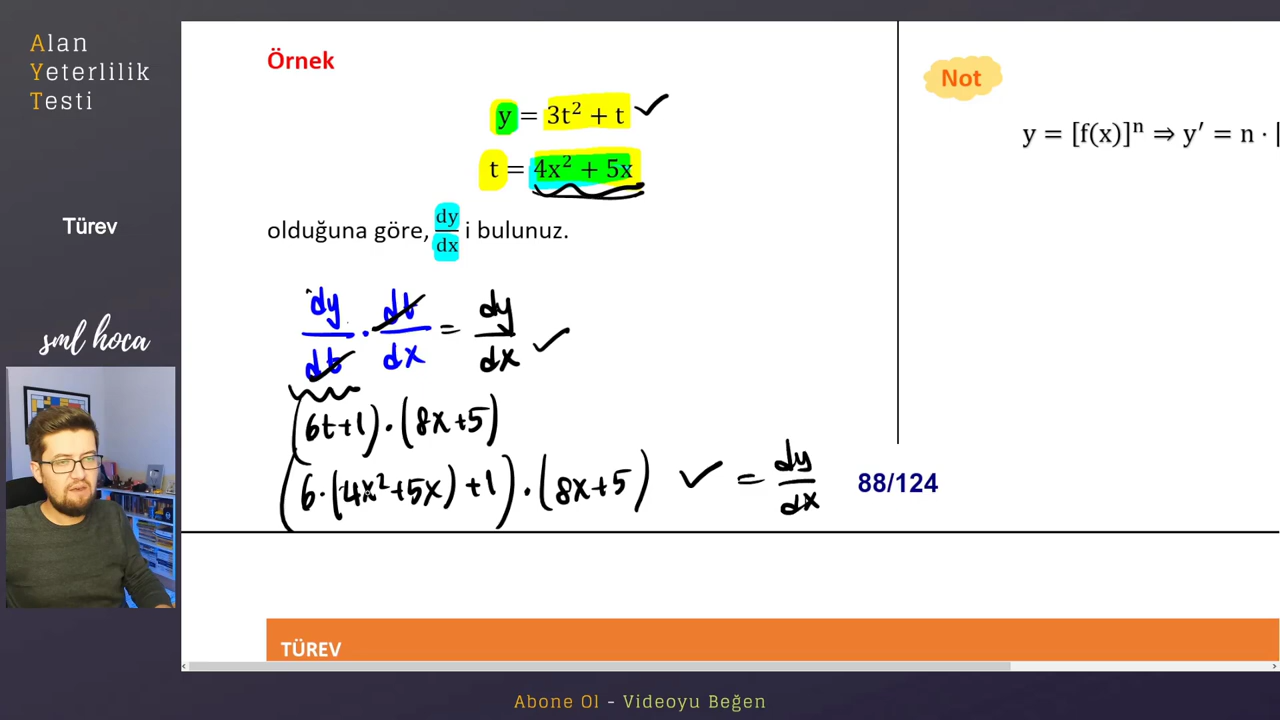 Alan
Yeterlilik
Testi
Türev
sml hoca
Örnek
y = 3t² + t
t = 4x² + 5x
olduğuna göre, dy/dx i bulunuz.
dy/dt · dt/dx = dy/dx
(6t+1) · (8x+5)
(6·(4x²+5x)+1) · (8x+5) = dy/dx
88/124
Not
y = [f(x)]ⁿ ⇒ y′ = n · [
TÜREV
Abone Ol - Videoyu Beğen